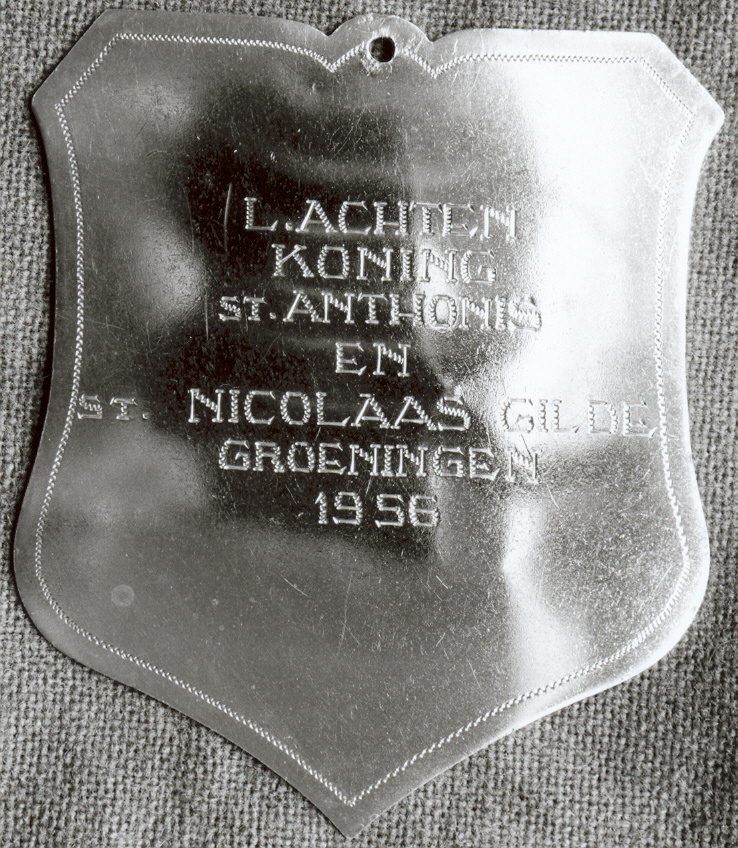 L. ACHTEN
KONING
ST. ANTHONIS
EN
ST. NICOLAAS GILDE
GROENINGEN
1956